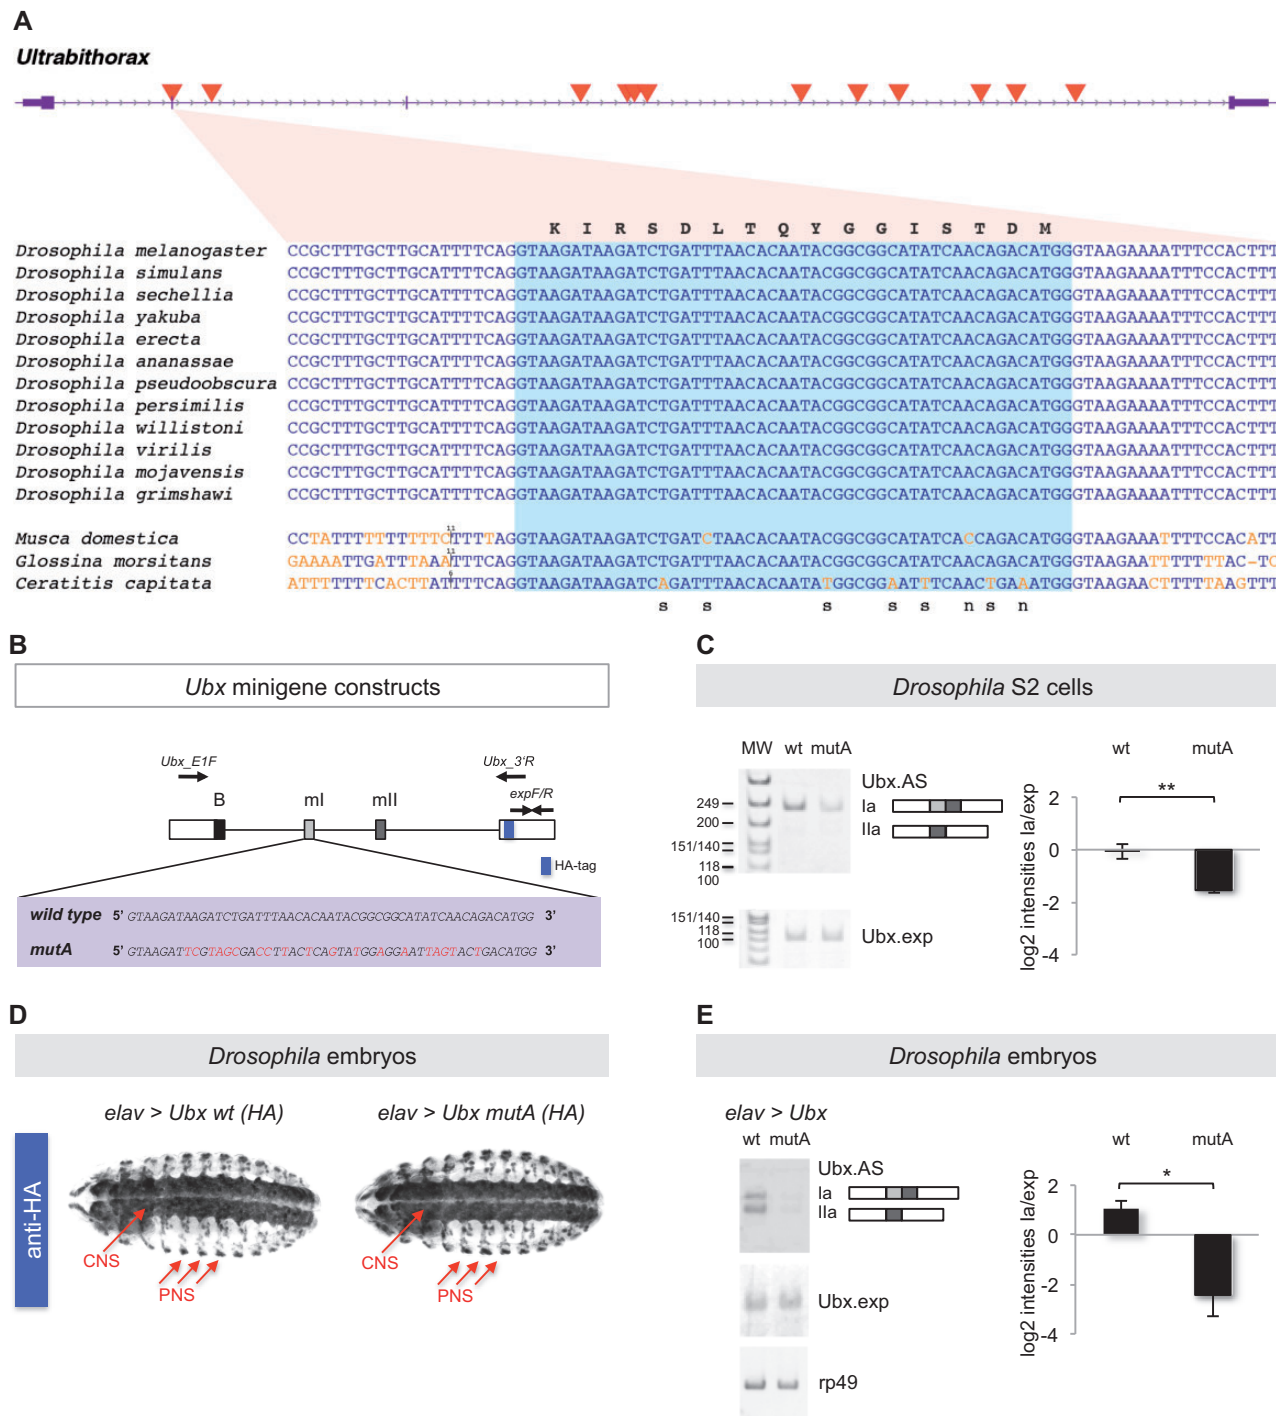 A
Ultrabithorax
K I R S D L T Q Y G G I S T D M
Drosophila melanogaster CCGCTTTGCTTGCATTTTCAGGTAAGATAAGATCTGATTTAACACAATACGGCGGCATATCAACAGACATGGGTAAGAAAATTTCCACTTT
Drosophila simulans CCGCTTTGCTTGCATTTTCAGGTAAGATAAGATCTGATTTAACACAATACGGCGGCATATCAACAGACATGGGTAAGAAAATTTCCACTTT
Drosophila sechellia CCGCTTTGCTTGCATTTTCAGGTAAGATAAGATCTGATTTAACACAATACGGCGGCATATCAACAGACATGGGTAAGAAAATTTCCACTTT
Drosophila yakuba CCGCTTTGCTTGCATTTTCAGGTAAGATAAGATCTGATTTAACACAATACGGCGGCATATCAACAGACATGGGTAAGAAAATTTCCACTTT
Drosophila erecta CCGCTTTGCTTGCATTTTCAGGTAAGATAAGATCTGATTTAACACAATACGGCGGCATATCAACAGACATGGGTAAGAAAATTTCCACTTT
Drosophila ananassae CCGCTTTGCTTGCATTTTCAGGTAAGATAAGATCTGATTTAACACAATACGGCGGCATATCAACAGACATGGGTAAGAAAATTTCCACTTT
Drosophila pseudoobscura CCGCTTTGCTTGCATTTTCAGGTAAGATAAGATCTGATTTAACACAATACGGCGGCATATCAACAGACATGGGTAAGAAAATTTCCACTTT
Drosophila persimilis CCGCTTTGCTTGCATTTTCAGGTAAGATAAGATCTGATTTAACACAATACGGCGGCATATCAACAGACATGGGTAAGAAAATTTCCACTTT
Drosophila willistoni CCGCTTTGCTTGCATTTTCAGGTAAGATAAGATCTGATTTAACACAATACGGCGGCATATCAACAGACATGGGTAAGAAAATTTCCACTTT
Drosophila virilis CCGCTTTGCTTGCATTTTCAGGTAAGATAAGATCTGATTTAACACAATACGGCGGCATATCAACAGACATGGGTAAGAAAATTTCCACTTT
Drosophila mojavensis CCGCTTTGCTTGCATTTTCAGGTAAGATAAGATCTGATTTAACACAATACGGCGGCATATCAACAGACATGGGTAAGAAAATTTCCACTTT
Drosophila grimshawi CCGCTTTGCTTGCATTTTCAGGTAAGATAAGATCTGATTTAACACAATACGGCGGCATATCAACAGACATGGGTAAGAAAATTTCCACTTT
11
Musca domestica CCTATTTTTTTTTTCTTTTAGGTAAGATAAGATCTGATCTAACACAATACGGCGGCATATCACCAGACATGGGTAAGAAATTTTCCACATT
11
Glossina morsitans GAAAATTGATTTAAATTTCAGGTAAGATAAGATCTGATTTAACACAATACGGCGGCATATCAACAGACATGGGTAAGAATTTTTTTAC-TC
6
Ceratitis capitata ATTTTTTTCACTTATTTTCAGGTAAGATAAGATCAGATTTAACACAATATGGCGGAATTTCAACTGAAATGGGTAAGAACTTTTTAAGTTT
s s s s s n s n
B
Ubx minigene constructs
Ubx_E1F Ubx_3'R
expF/R
B mI mII
HA-tag
wild type 5' GTAAGATAAGATCTGATTTAACACAATACGGCGGCATATCAACAGACATGG 3'
mutA 5' GTAAGATTCGTAGCGACCTTACTCAGTATGGAGGAATTAGTACTGACATGG 3'
C
Drosophila S2 cells
MW wt mutA
Ubx.AS
Ia
IIa
249
200
151/140
118
100
151/140
118
100
Ubx.exp
wt mutA
**
log2 intensities Ia/exp
2
0
-2
-4
D
Drosophila embryos
elav > Ubx wt (HA) elav > Ubx mutA (HA)
anti-HA
CNS CNS
PNS PNS
E
Drosophila embryos
elav > Ubx
wt mutA
Ubx.AS
Ia
IIa
Ubx.exp
rp49
wt mutA
*
log2 intensities Ia/exp
2
0
-2
-4